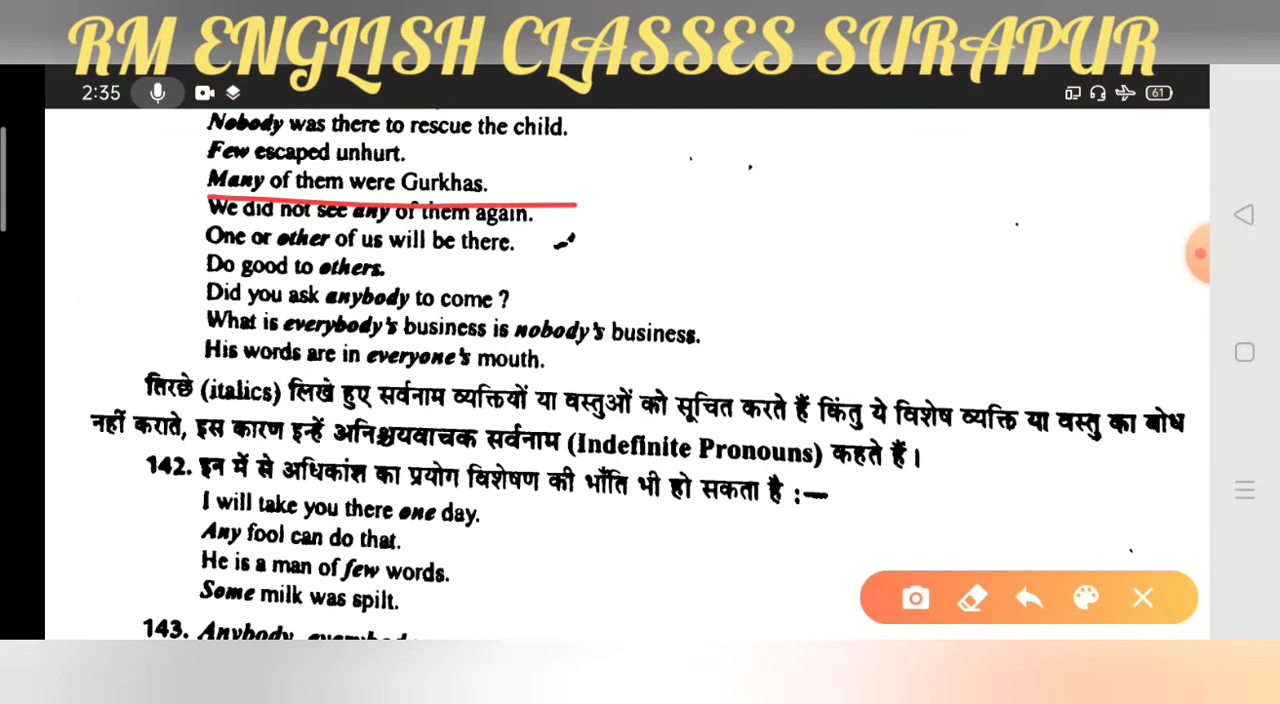 RM ENGLISH CLASSES SURAPUR
2:35
61
Nobody was there to rescue the child.
Few escaped unhurt.
Many of them were Gurkhas.
We did not see any of them again.
One or other of us will be there.
Do good to others.
Did you ask anybody to come ?
What is everybody's business is nobody's business.
His words are in everyone's mouth.
तिरछे (italics) लिखे हुए सर्वनाम व्यक्तियों या वस्तुओं को सूचित करते हैं किंतु ये विशेष व्यक्ति या वस्तु का बोध
नहीं कराते, इस कारण इन्हें अनिश्चयवाचक सर्वनाम (Indefinite Pronouns) कहते हैं।
142. इन में से अधिकांश का प्रयोग विशेषण की भाँति भी हो सकता है :—
I will take you there one day.
Any fool can do that.
He is a man of few words.
Some milk was spilt.
143. Anybody,